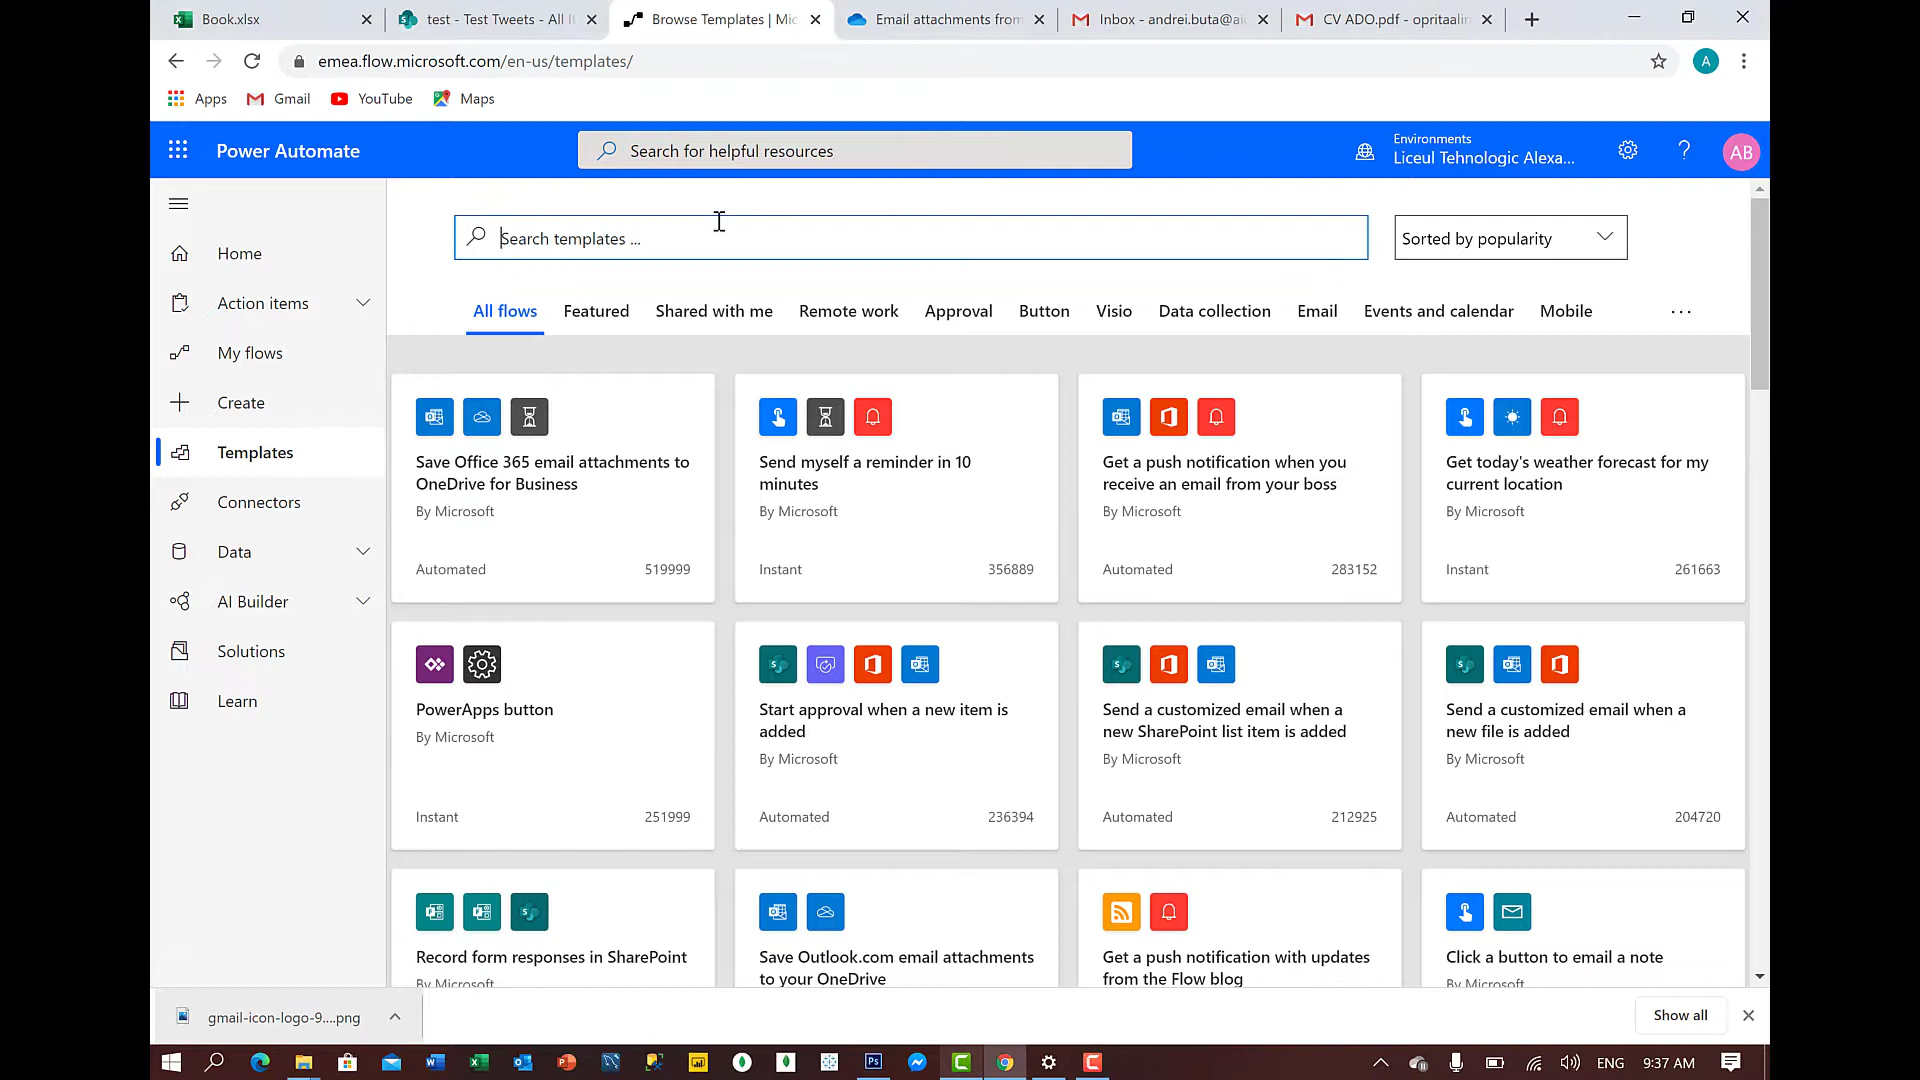 Book.xlsx
test - Test Tweets - All It
Browse Templates | Mic
Email attachments from
Inbox - andrei.buta@aic
CV ADO.pdf - opritaalin
emea.flow.microsoft.com/en-us/templates/
A
Apps
Gmail
YouTube
Maps
Power Automate
Search for helpful resources
Environments
Liceul Tehnologic Alexa...
?
AB
Search templates ...
Sorted by popularity
Home
Action items
My flows
Create
Templates
Connectors
Data
AI Builder
Solutions
Learn
All flows
Featured
Shared with me
Remote work
Approval
Button
Visio
Data collection
Email
Events and calendar
Mobile
...
Save Office 365 email attachments to
OneDrive for Business
By Microsoft
Automated 519999
Send myself a reminder in 10
minutes
By Microsoft
Instant 356889
Get a push notification when you
receive an email from your boss
By Microsoft
Automated 283152
Get today's weather forecast for my
current location
By Microsoft
Instant 261663
PowerApps button
By Microsoft
Instant 251999
Start approval when a new item is
added
By Microsoft
Automated 236394
Send a customized email when a
new SharePoint list item is added
By Microsoft
Automated 212925
Send a customized email when a
new file is added
By Microsoft
Automated 204720
Record form responses in SharePoint
By Microsoft
Save Outlook.com email attachments
to your OneDrive
Get a push notification with updates
from the Flow blog
Click a button to email a note
By Microsoft
gmail-icon-logo-9....png
Show all
ENG
9:37 AM